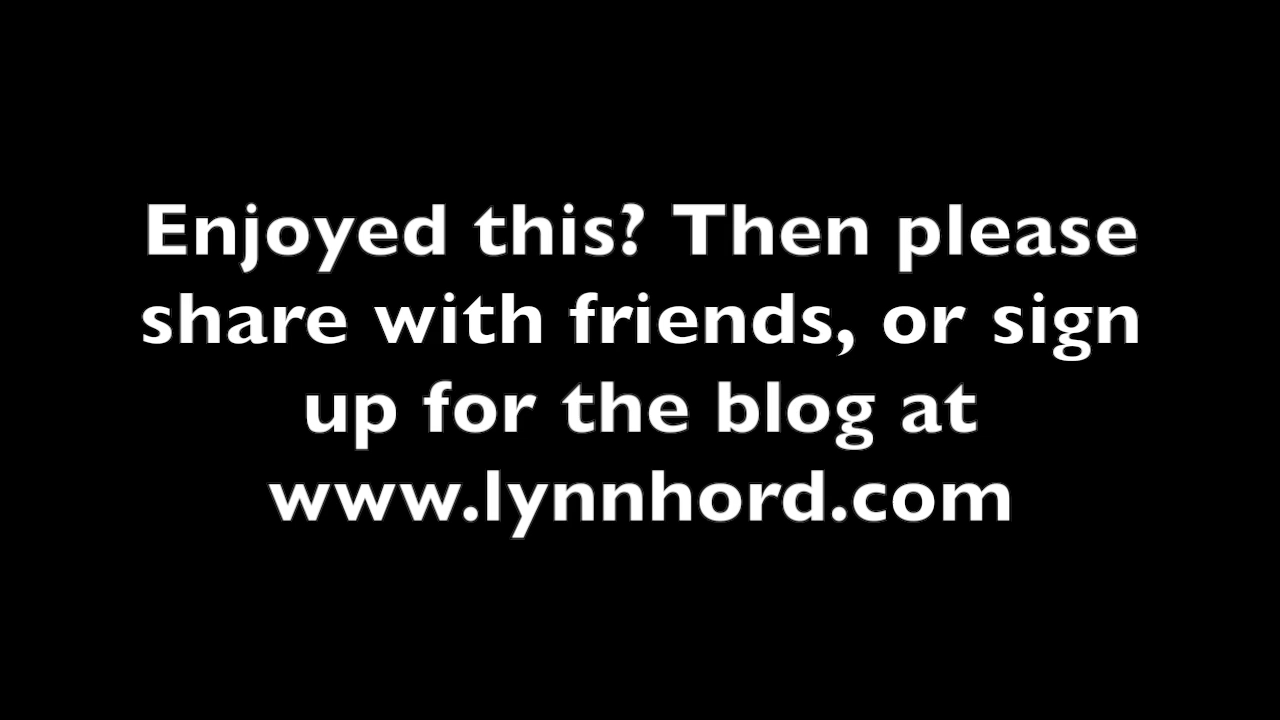 Enjoyed this? Then please
share with friends, or sign
up for the blog at
www.lynnhord.com